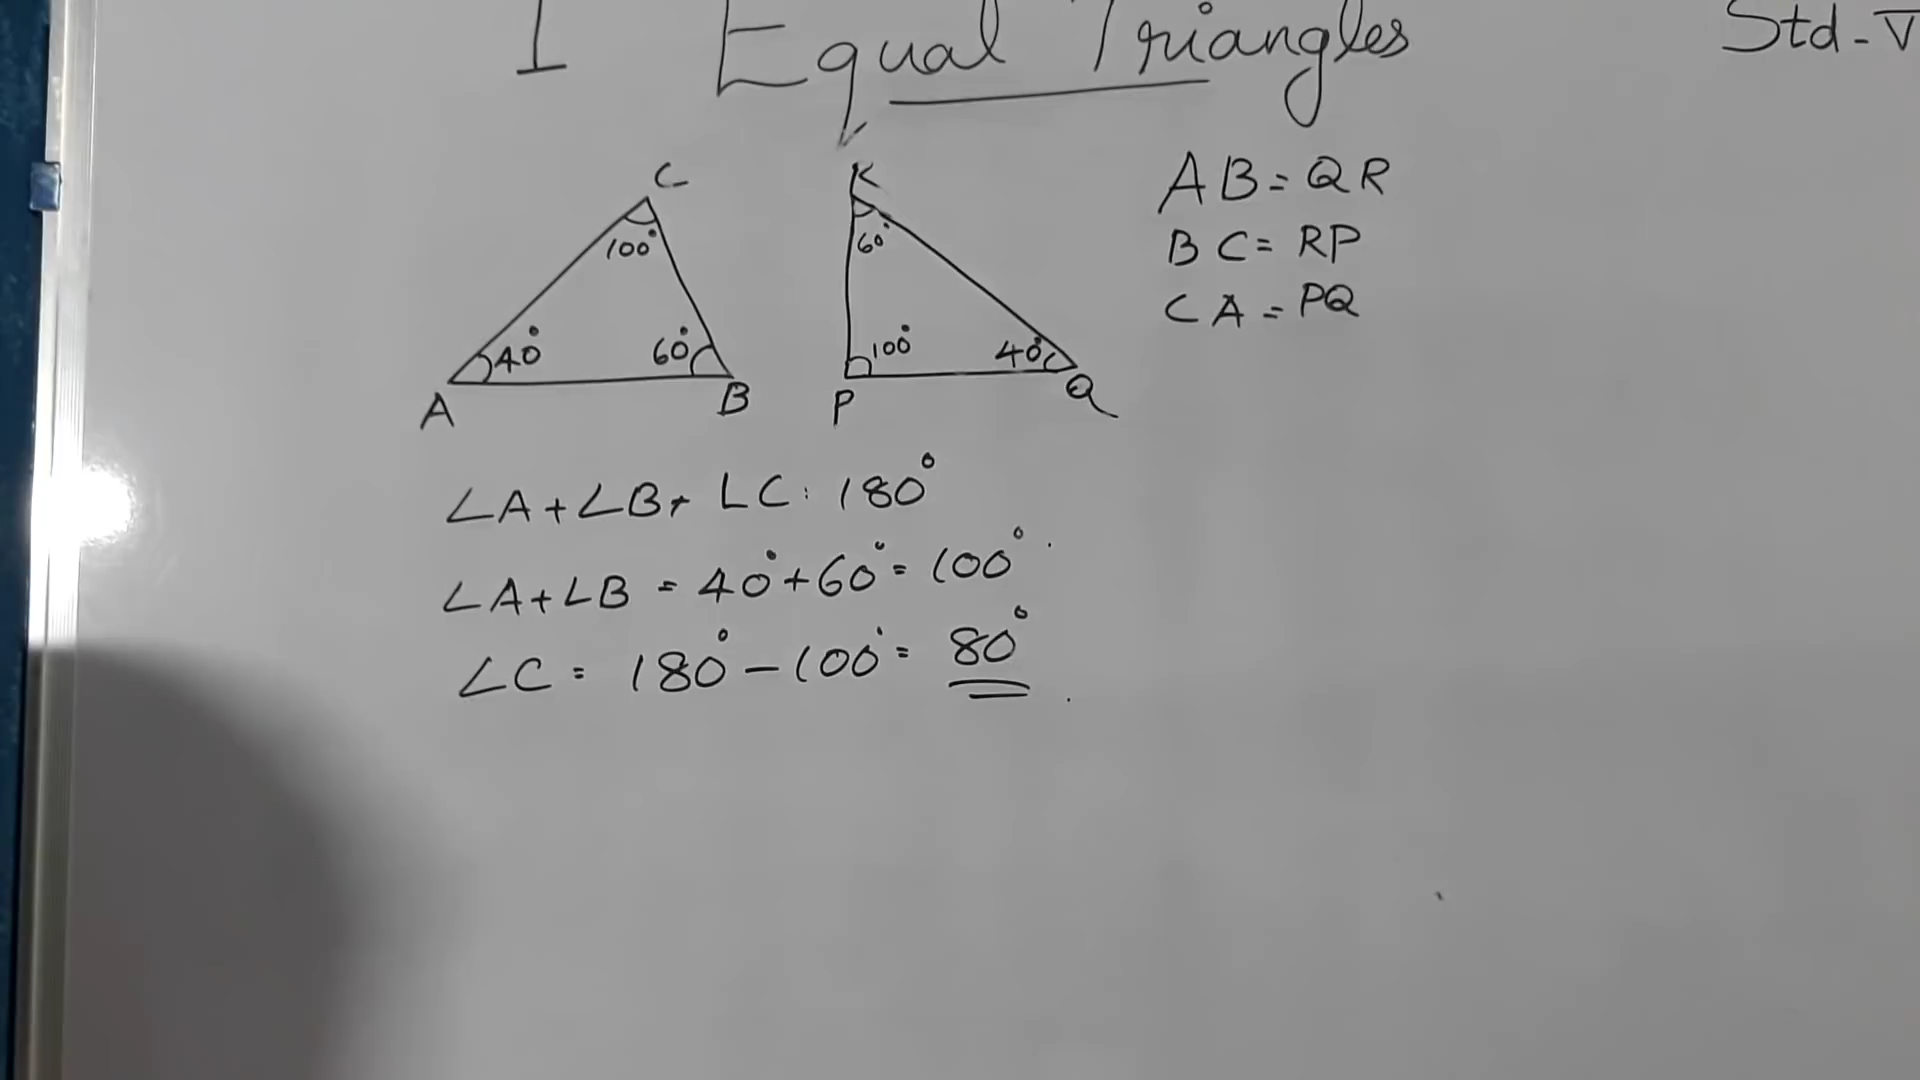 I Equal Triangles Std-V
C
100°
40°
60°
A
B
K
60°
100°
40°
P
Q
AB=QR
BC=RP
CA=PQ
∠A+∠B+∠C: 180°
∠A+∠B = 40°+60°=100°
∠C= 180°-100°= 80°